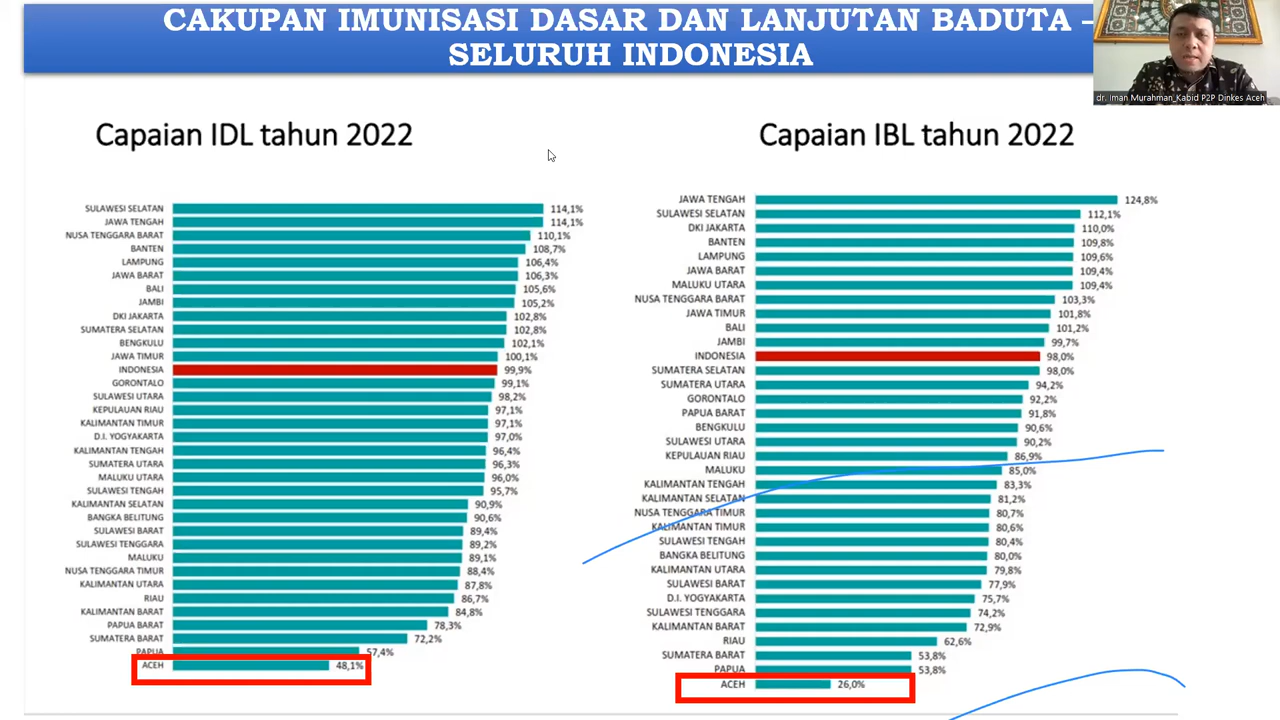 CAKUPAN IMUNISASI DASAR DAN LANJUTAN BADUTA –
SELURUH INDONESIA
dr. Iman Murahman_Kabid P2P Dinkes Aceh
Capaian IDL tahun 2022
SULAWESI SELATAN 114,1%
JAWA TENGAH 114,1%
NUSA TENGGARA BARAT 110,1%
BANTEN 108,7%
LAMPUNG 106,4%
JAWA BARAT 106,3%
BALI 105,6%
JAMBI 105,2%
DKI JAKARTA 102,8%
SUMATERA SELATAN 102,8%
BENGKULU 102,1%
JAWA TIMUR 100,1%
INDONESIA 99,9%
GORONTALO 99,1%
SULAWESI UTARA 98,2%
KEPULAUAN RIAU 97,1%
KALIMANTAN TIMUR 97,1%
D.I. YOGYAKARTA 97,0%
KALIMANTAN TENGAH 96,4%
SUMATERA UTARA 96,3%
MALUKU UTARA 96,0%
SULAWESI TENGAH 95,7%
KALIMANTAN SELATAN 90,9%
BANGKA BELITUNG 90,6%
SULAWESI BARAT 89,4%
SULAWESI TENGGARA 89,2%
MALUKU 89,1%
NUSA TENGGARA TIMUR 88,4%
KALIMANTAN UTARA 87,8%
RIAU 86,7%
KALIMANTAN BARAT 84,8%
PAPUA BARAT 78,3%
SUMATERA BARAT 72,2%
PAPUA 57,4%
ACEH 48,1%
Capaian IBL tahun 2022
JAWA TENGAH 124,8%
SULAWESI SELATAN 112,1%
DKI JAKARTA 110,0%
BANTEN 109,8%
LAMPUNG 109,6%
JAWA BARAT 109,4%
MALUKU UTARA 109,4%
NUSA TENGGARA BARAT 103,3%
JAWA TIMUR 101,8%
BALI 101,2%
JAMBI 99,7%
INDONESIA 98,0%
SUMATERA SELATAN 98,0%
SUMATERA UTARA 94,2%
GORONTALO 92,2%
PAPUA BARAT 91,8%
BENGKULU 90,6%
SULAWESI UTARA 90,2%
KEPULAUAN RIAU 86,9%
MALUKU 85,0%
KALIMANTAN TENGAH 83,3%
KALIMANTAN SELATAN 81,2%
NUSA TENGGARA TIMUR 80,7%
KALIMANTAN TIMUR 80,6%
SULAWESI TENGAH 80,4%
BANGKA BELITUNG 80,0%
KALIMANTAN UTARA 79,8%
SULAWESI BARAT 77,9%
D.I. YOGYAKARTA 75,7%
SULAWESI TENGGARA 74,2%
KALIMANTAN BARAT 72,9%
RIAU 62,6%
SUMATERA BARAT 53,8%
PAPUA 53,8%
ACEH 26,0%